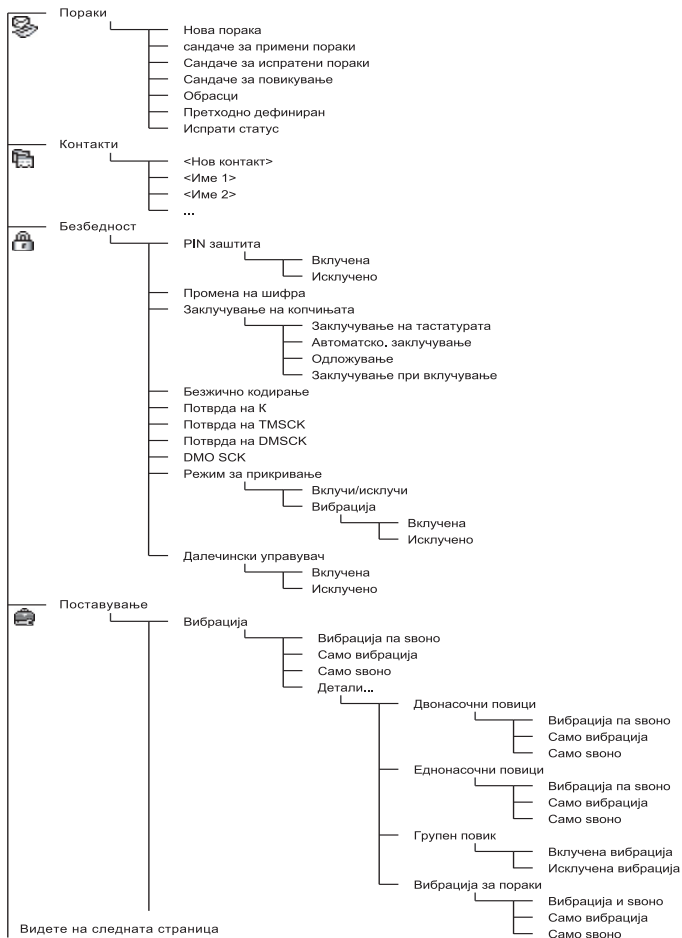 Пораки
Нова порака
сандаче за примени пораки
Сандаче за испратени пораки
Сандаче за повикување
Обрасци
Претходно дефиниран
Испрати статус
Контакти
<Нов контакт>
<Име 1>
<Име 2>
...
Безбедност
PIN заштита
Вклучена
Исклучено
Промена на шифра
Заклучување на копчињата
Заклучување на тастатурата
Автоматско. заклучување
Одложување
Заклучување при вклучување
Безжично кодирање
Потврда на К
Потврда на TMSCK
Потврда на DMSCK
DMO SCK
Режим за прикривање
Вклучи/исклучи
Вибрација
Вклучена
Исклучено
Далечински управувач
Вклучена
Исклучено
Поставување
Вибрација
Вибрација па ѕвоно
Само вибрација
Само ѕвоно
Детали...
Двонасочни повици
Вибрација па ѕвоно
Само вибрација
Само ѕвоно
Еднонасочни повици
Вибрација па ѕвоно
Само вибрација
Само ѕвоно
Групен повик
Вклучена вибрација
Исклучена вибрација
Вибрација за пораки
Вибрација и ѕвоно
Само вибрација
Само ѕвоно
Видете на следната страница